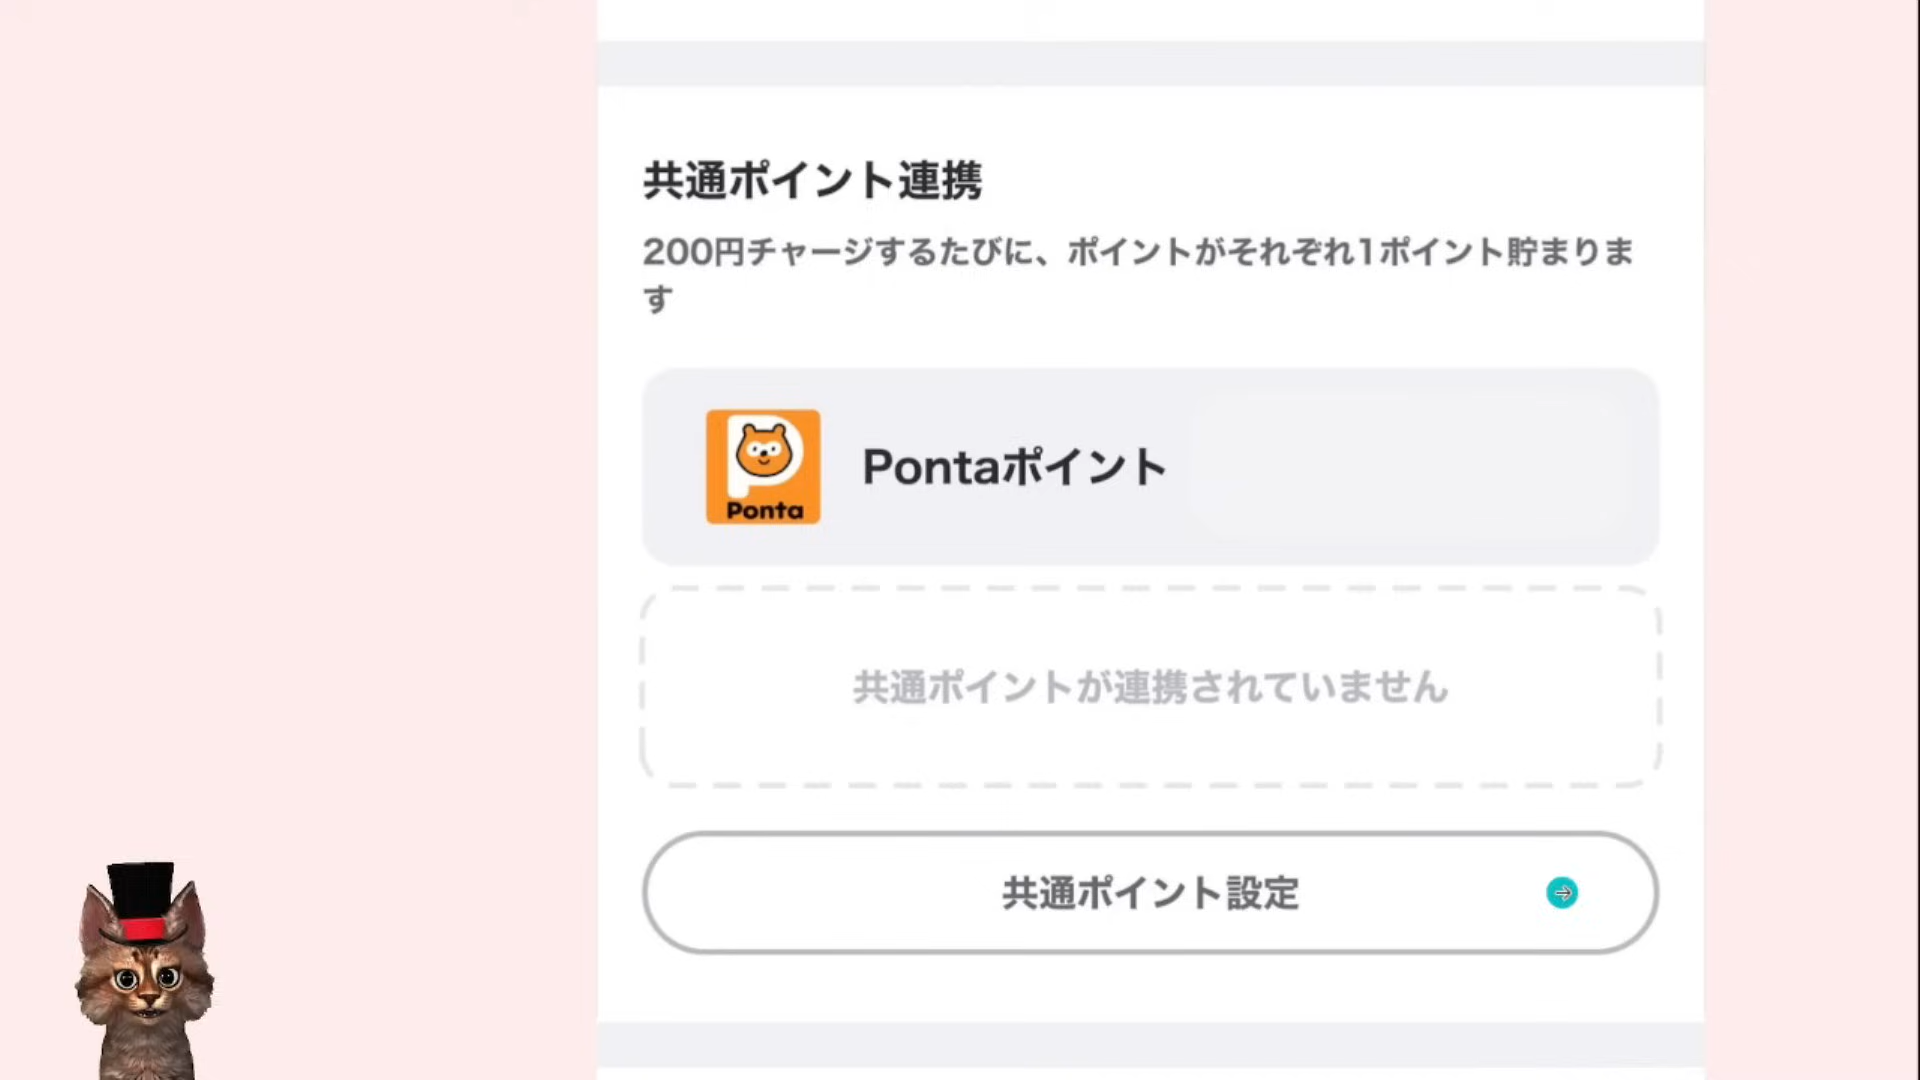 共通ポイント連携
200円チャージするたびに、ポイントがそれぞれ1ポイント貯まりま
す
Ponta
Pontaポイント
共通ポイントが連携されていません
共通ポイント設定